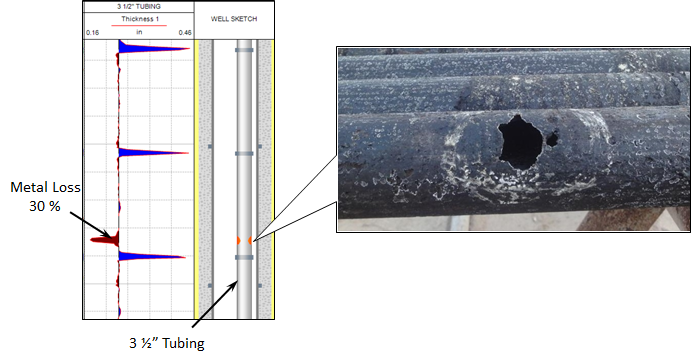 3 1/2" TUBING
Thickness 1
WELL SKETCH
0.16 in 0.46
Metal Loss
30 %
3 ½” Tubing